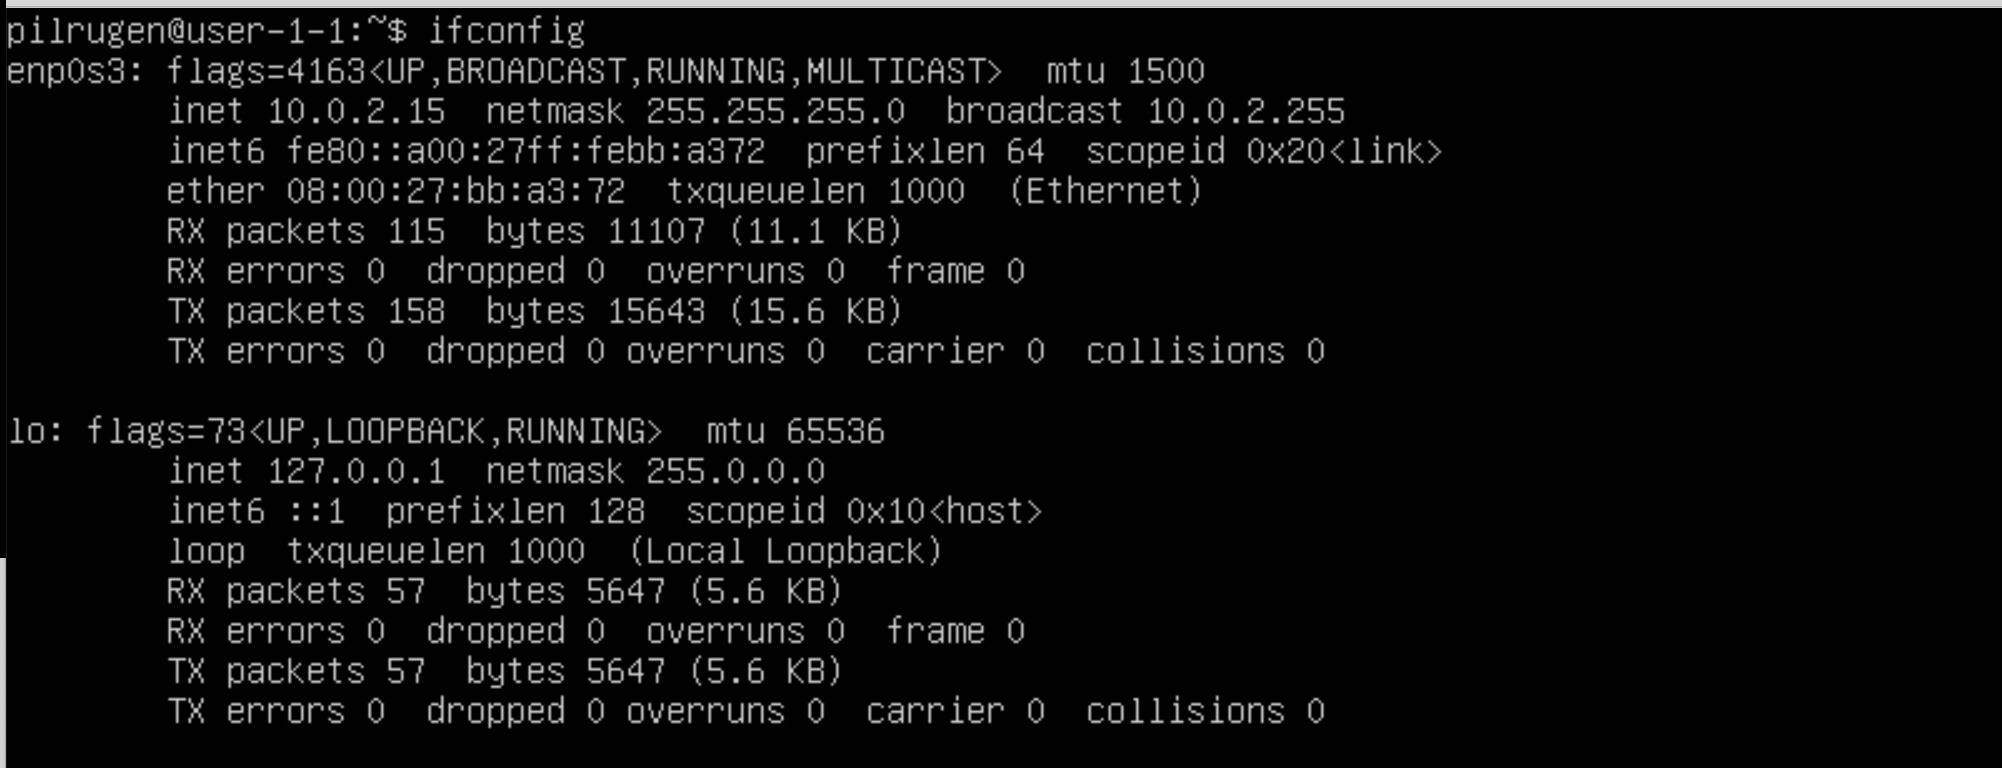 pilrugen@user-1-1:~$ ifconfig
enp0s3: flags=4163<UP,BROADCAST,RUNNING,MULTICAST>  mtu 1500
        inet 10.0.2.15  netmask 255.255.255.0  broadcast 10.0.2.255
        inet6 fe80::a00:27ff:febb:a372  prefixlen 64  scopeid 0x20<link>
        ether 08:00:27:bb:a3:72  txqueuelen 1000  (Ethernet)
        RX packets 115  bytes 11107 (11.1 KB)
        RX errors 0  dropped 0  overruns 0  frame 0
        TX packets 158  bytes 15643 (15.6 KB)
        TX errors 0  dropped 0 overruns 0  carrier 0  collisions 0

lo: flags=73<UP,LOOPBACK,RUNNING>  mtu 65536
        inet 127.0.0.1  netmask 255.0.0.0
        inet6 ::1  prefixlen 128  scopeid 0x10<host>
        loop  txqueuelen 1000  (Local Loopback)
        RX packets 57  bytes 5647 (5.6 KB)
        RX errors 0  dropped 0  overruns 0  frame 0
        TX packets 57  bytes 5647 (5.6 KB)
        TX errors 0  dropped 0 overruns 0  carrier 0  collisions 0